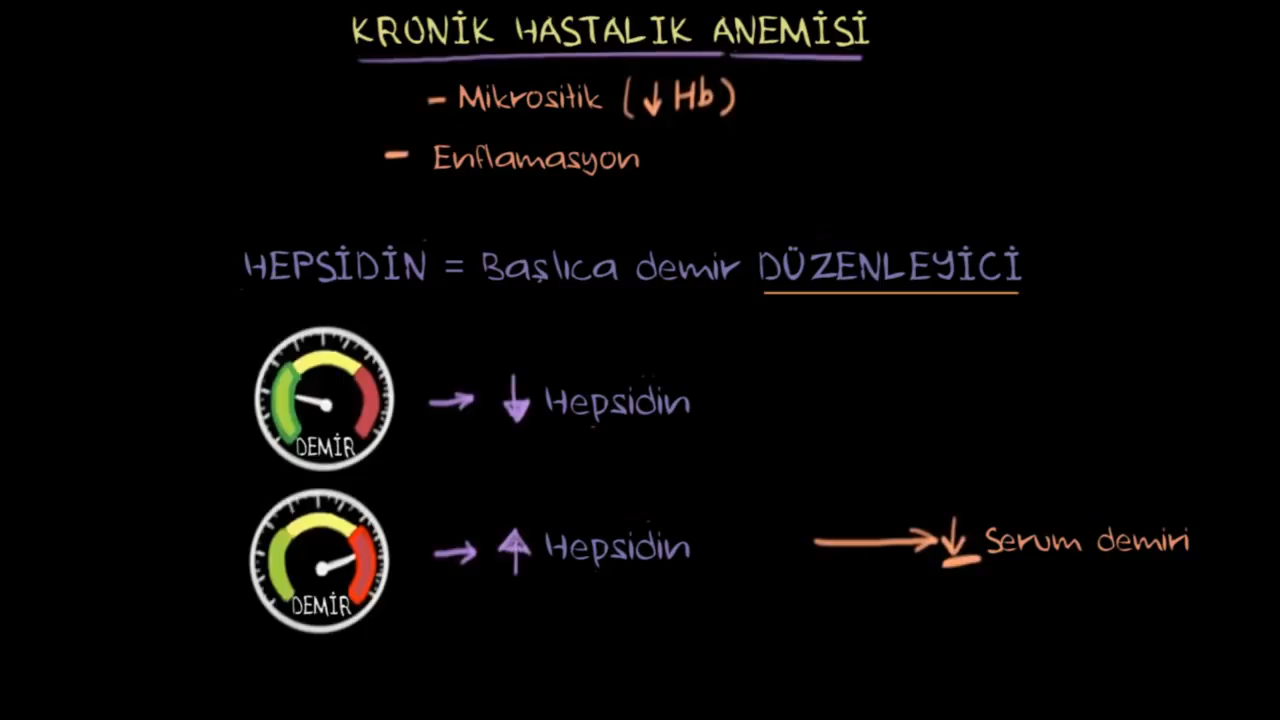 KRONİK HASTALIK ANEMİSİ
- Mikrositik (↓ Hb)
- Enflamasyon
HEPSİDİN = Başlıca demir DÜZENLEYİCİ
DEMİR → ↓ Hepsidin
DEMİR → ↑ Hepsidin → ↓ Serum demiri